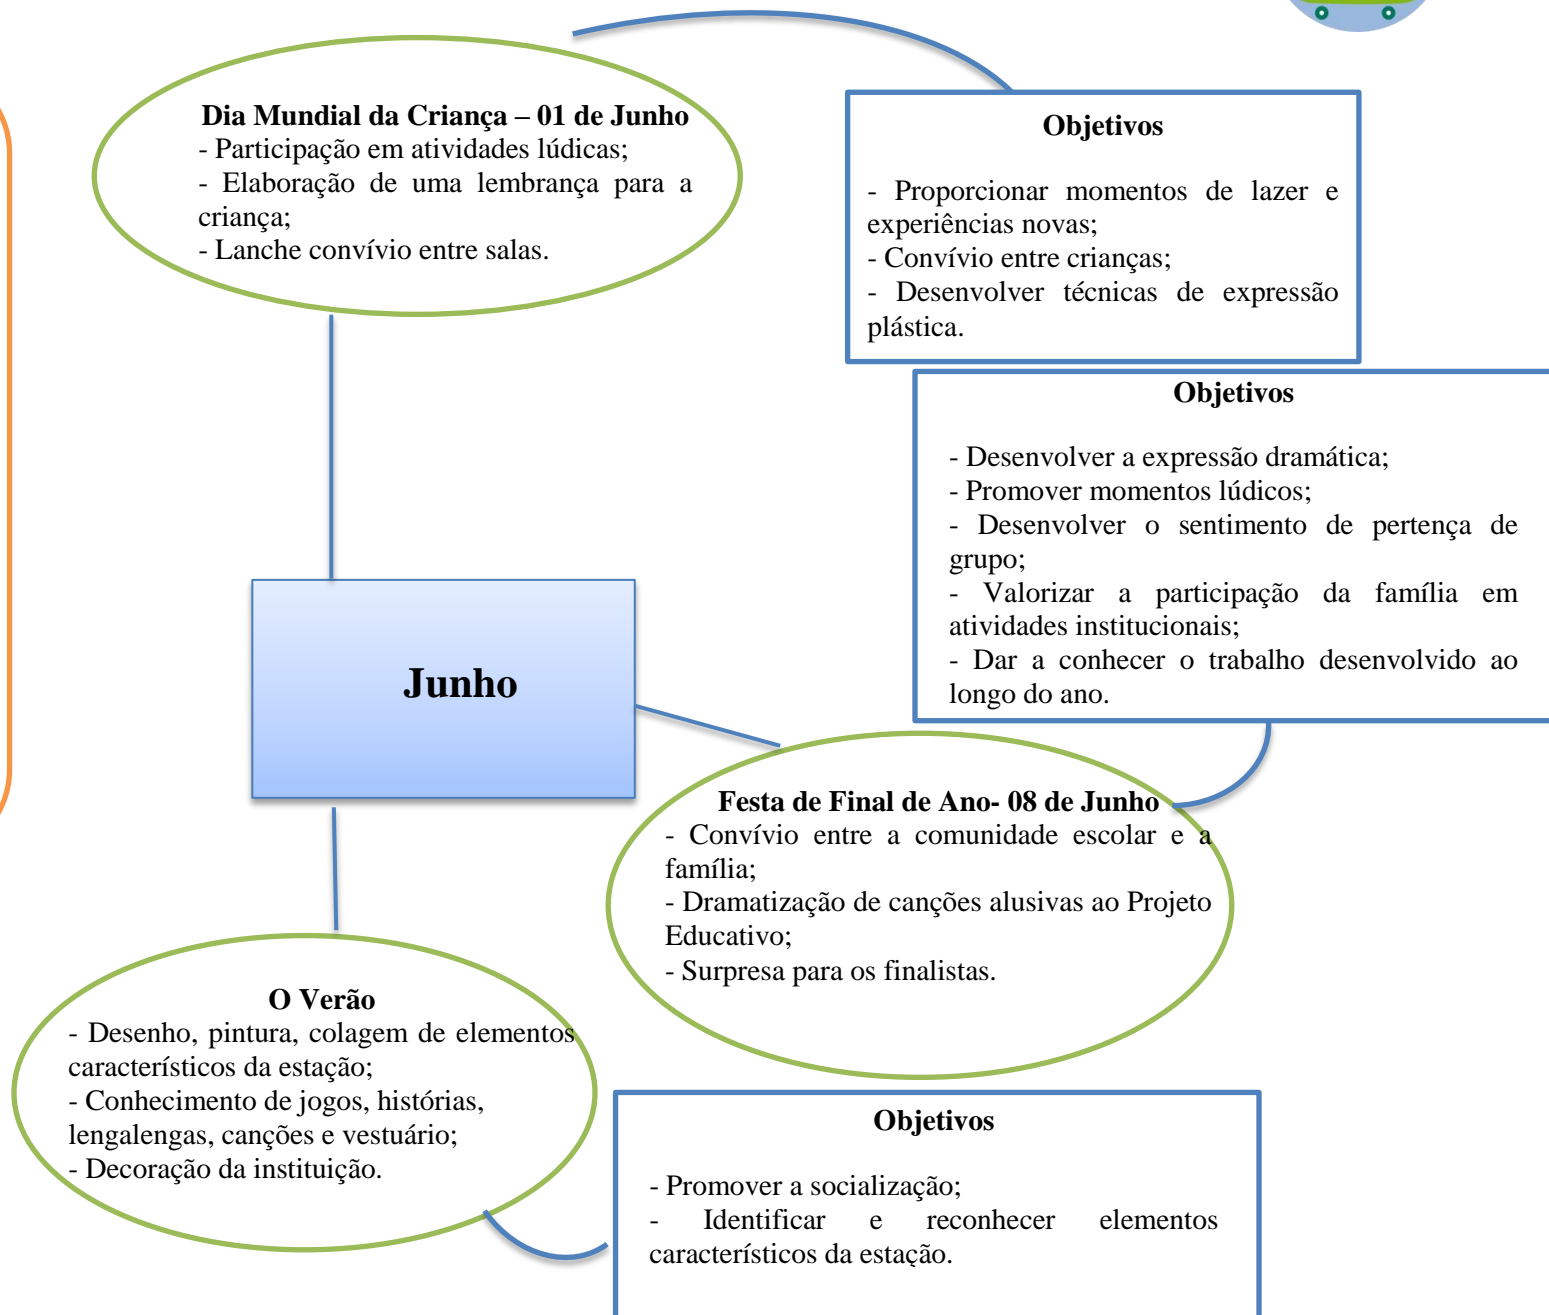 Dia Mundial da Criança – 01 de Junho
- Participação em atividades lúdicas;
- Elaboração de uma lembrança para a
criança;
- Lanche convívio entre salas.
Objetivos
- Proporcionar momentos de lazer e
experiências novas;
- Convívio entre crianças;
- Desenvolver técnicas de expressão
plástica.
Objetivos
- Desenvolver a expressão dramática;
- Promover momentos lúdicos;
- Desenvolver o sentimento de pertença de
grupo;
- Valorizar a participação da família em
atividades institucionais;
- Dar a conhecer o trabalho desenvolvido ao
longo do ano.
Junho
Festa de Final de Ano- 08 de Junho
- Convívio entre a comunidade escolar e a
família;
- Dramatização de canções alusivas ao Projeto
Educativo;
- Surpresa para os finalistas.
O Verão
- Desenho, pintura, colagem de elementos
característicos da estação;
- Conhecimento de jogos, histórias,
lengalengas, canções e vestuário;
- Decoração da instituição.
Objetivos
- Promover a socialização;
- Identificar e reconhecer elementos
característicos da estação.